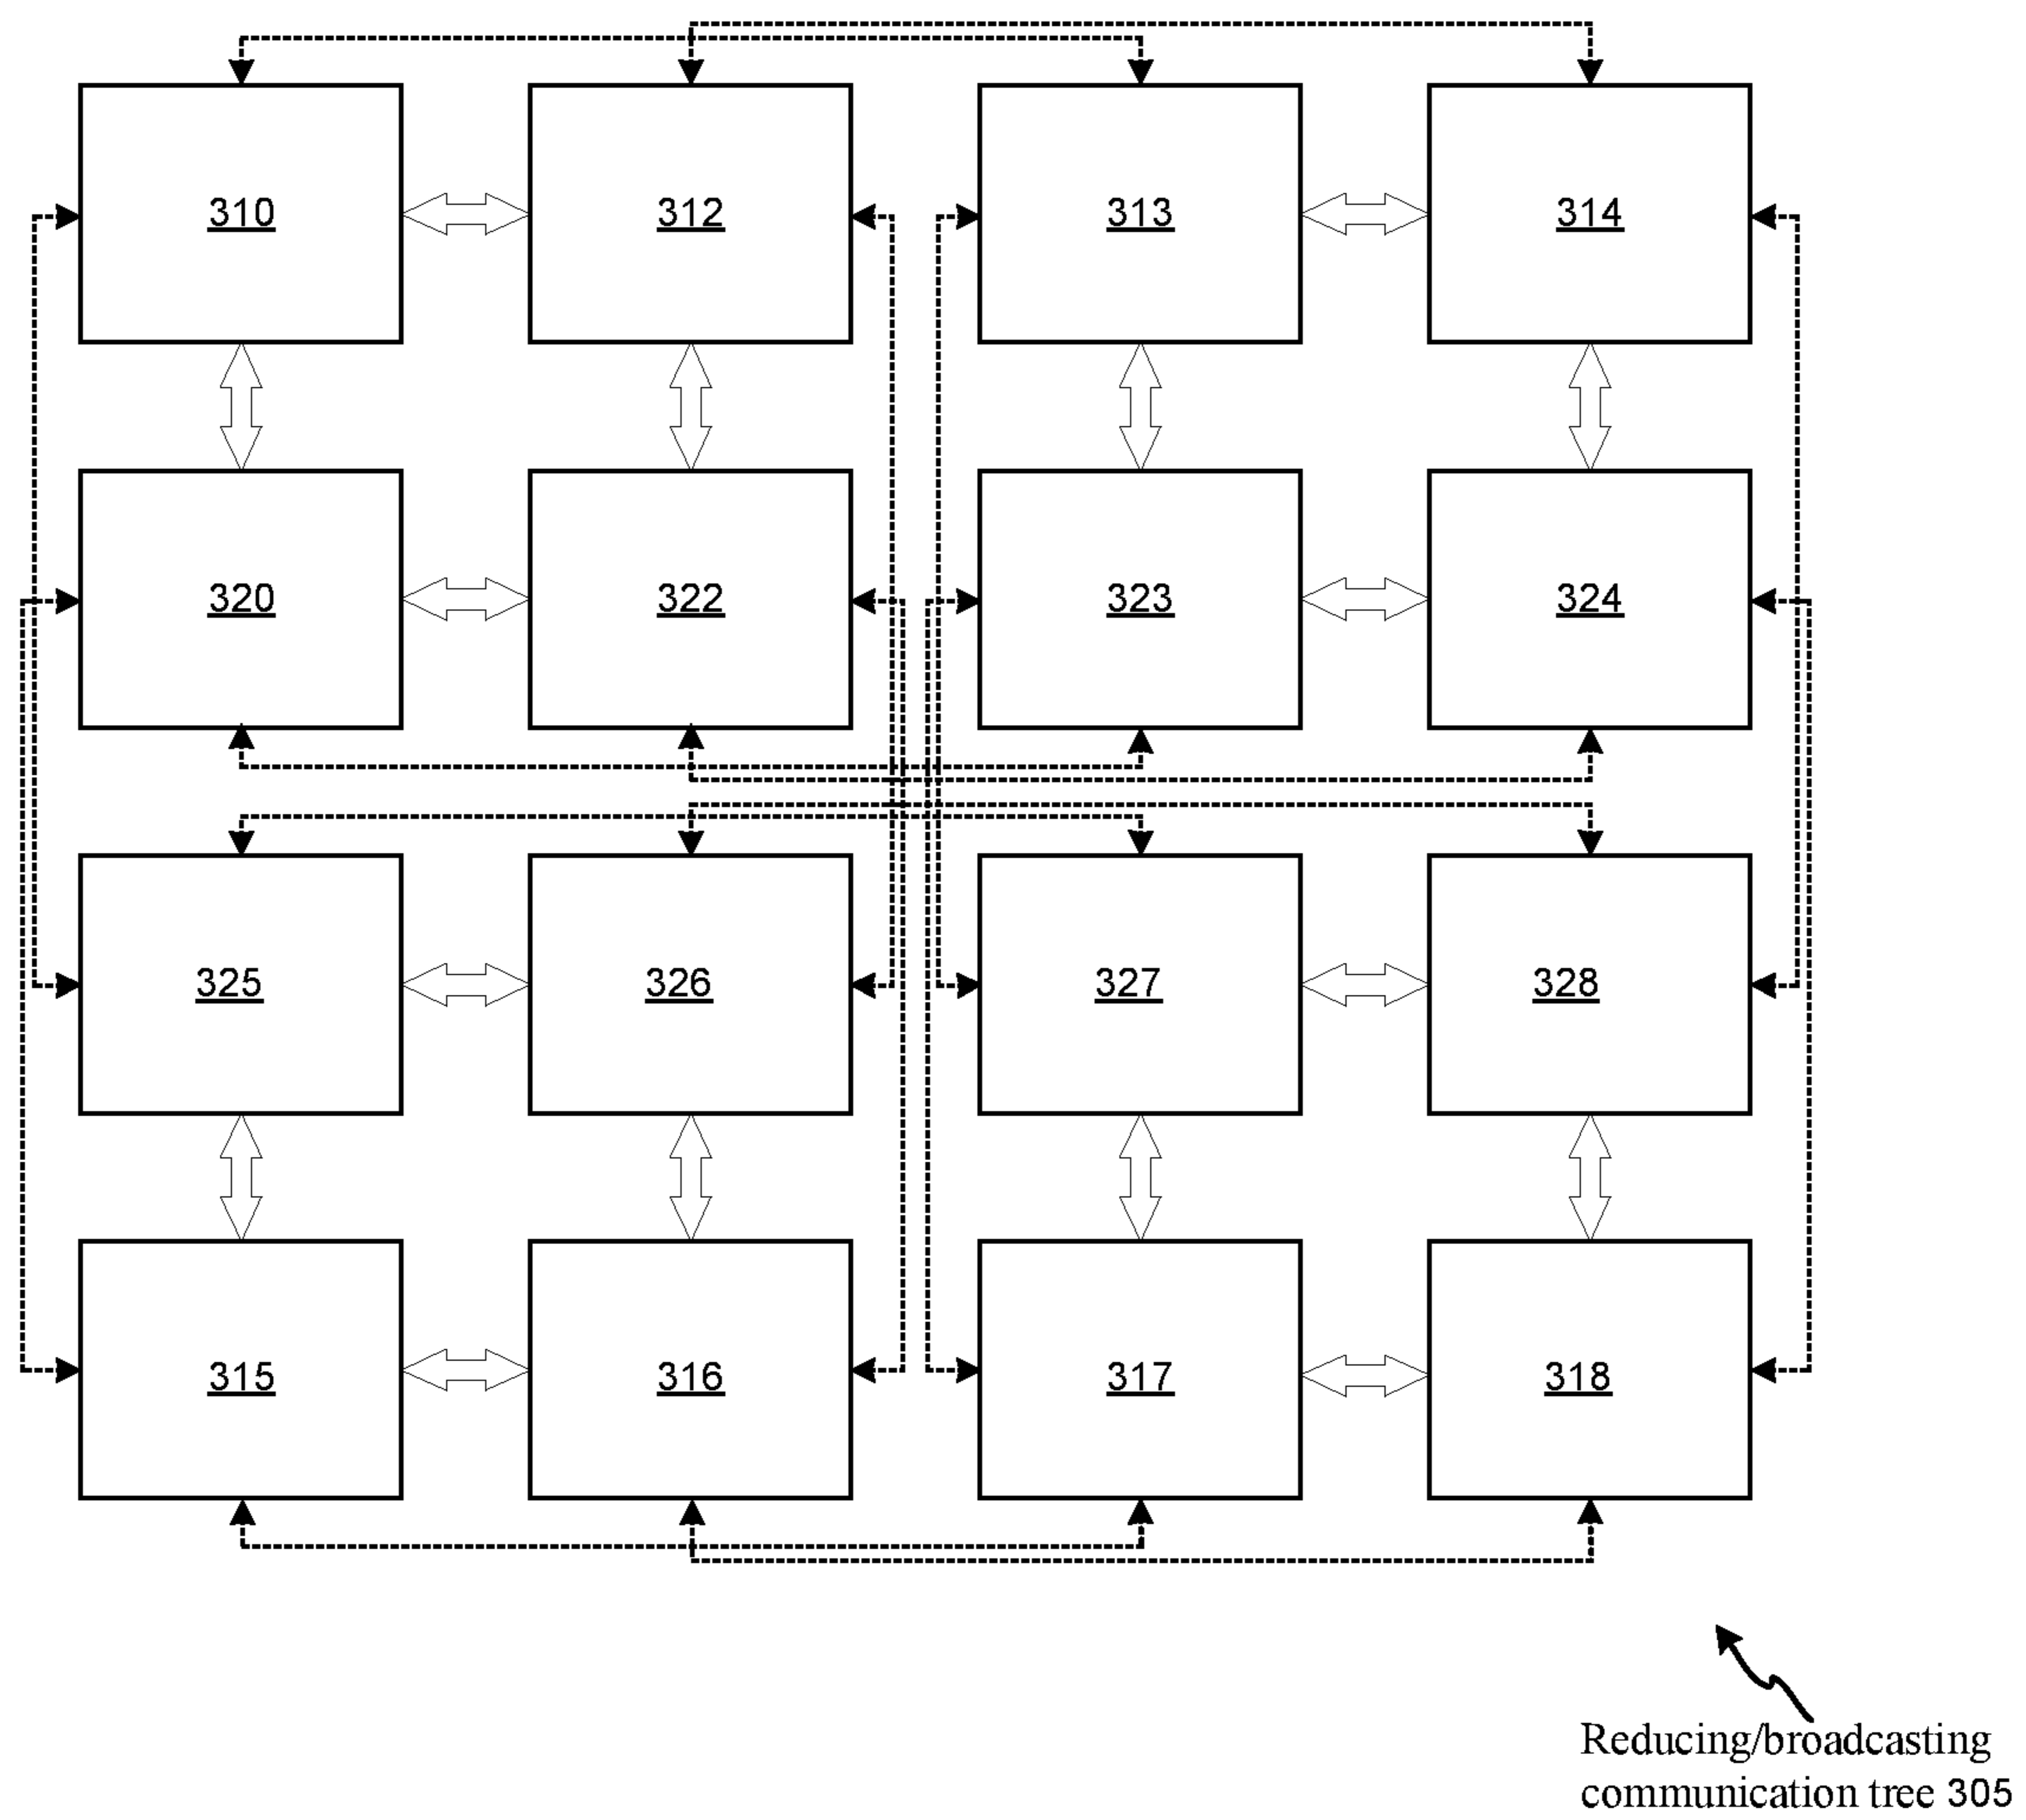 310 312 313 314
320 322 323 324
325 326 327 328
315 316 317 318
Reducing/broadcasting
communication tree 305